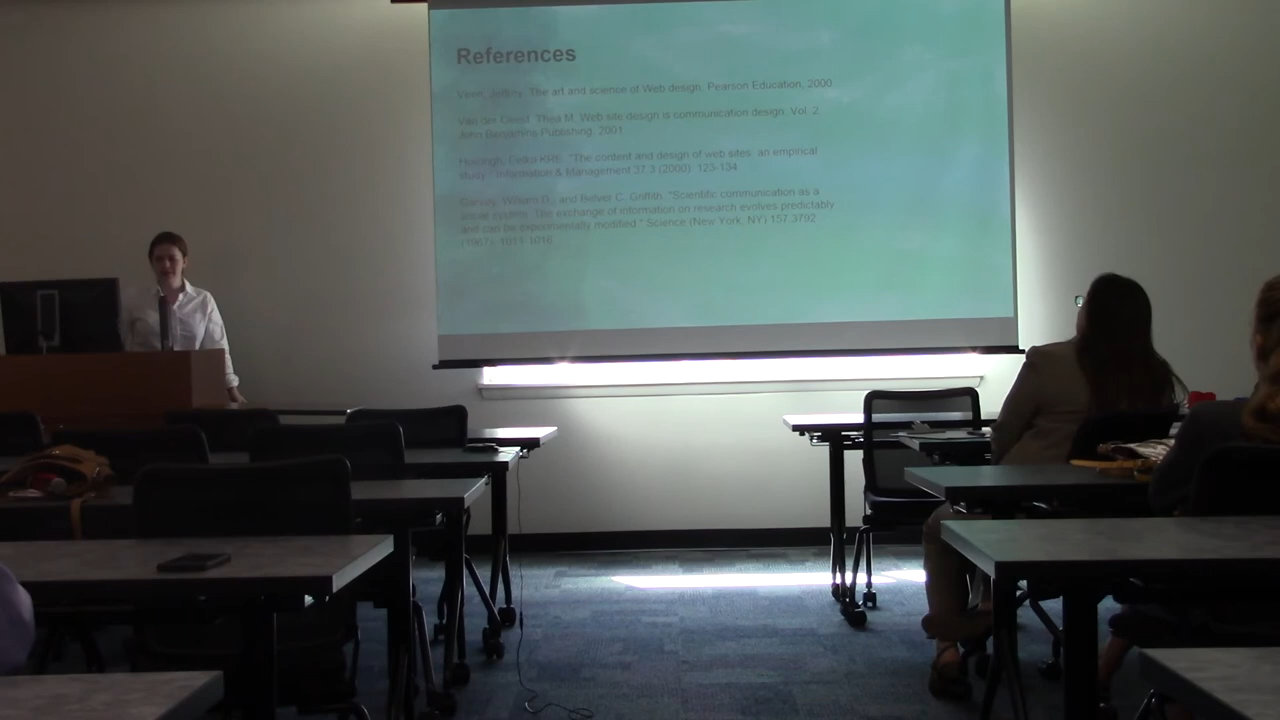 References
Veen, Jeffrey. The art and science of Web design. Pearson Education, 2000.
Van der Geest, Thea M. Web site design is communication design. Vol. 2.
John Benjamins Publishing, 2001.
Huizingh, Eelko KRE. "The content and design of web sites: an empirical
study." Information & Management 37.3 (2000): 123-134.
Garvey, William D., and Belver C. Griffith. "Scientific communication as a
social system. The exchange of information on research evolves predictably
and can be experimentally modified." Science (New York, NY) 157.3792
(1967): 1011-1016.